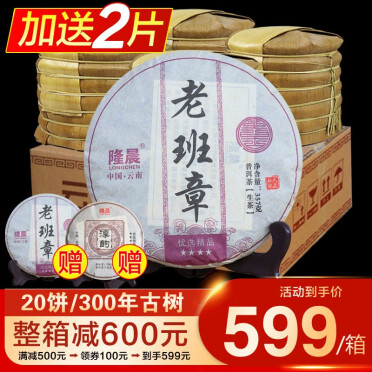 加送2片
隆晨
LONGCHEN
中国·云南
老班章
净含量:357克
普洱茶【生茶】
优选精品
★★★★
隆晨
老班章
臻品
淳韵
赠
赠
20饼/300年古树
整箱减600元
满减500元→领券100元→到手599元
活动到手价
599/箱